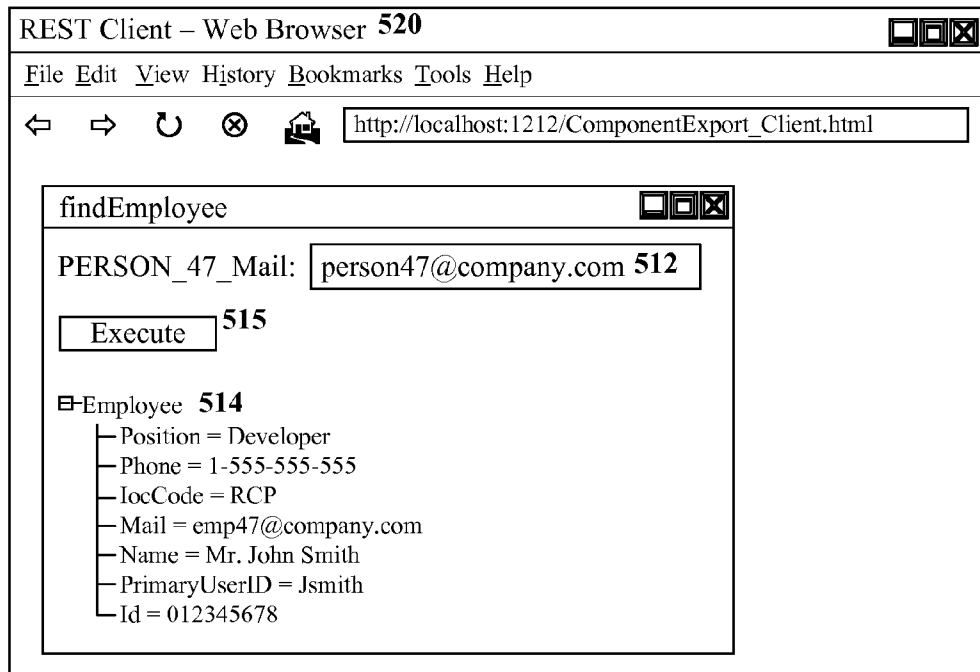 REST Client – Web Browser 520
File Edit View History Bookmarks Tools Help
http://localhost:1212/ComponentExport_Client.html
findEmployee
PERSON_47_Mail: person47@company.com 512
Execute 515
Employee 514
Position = Developer
Phone = 1-555-555-555
IocCode = RCP
Mail = emp47@company.com
Name = Mr. John Smith
PrimaryUserID = Jsmith
Id = 012345678